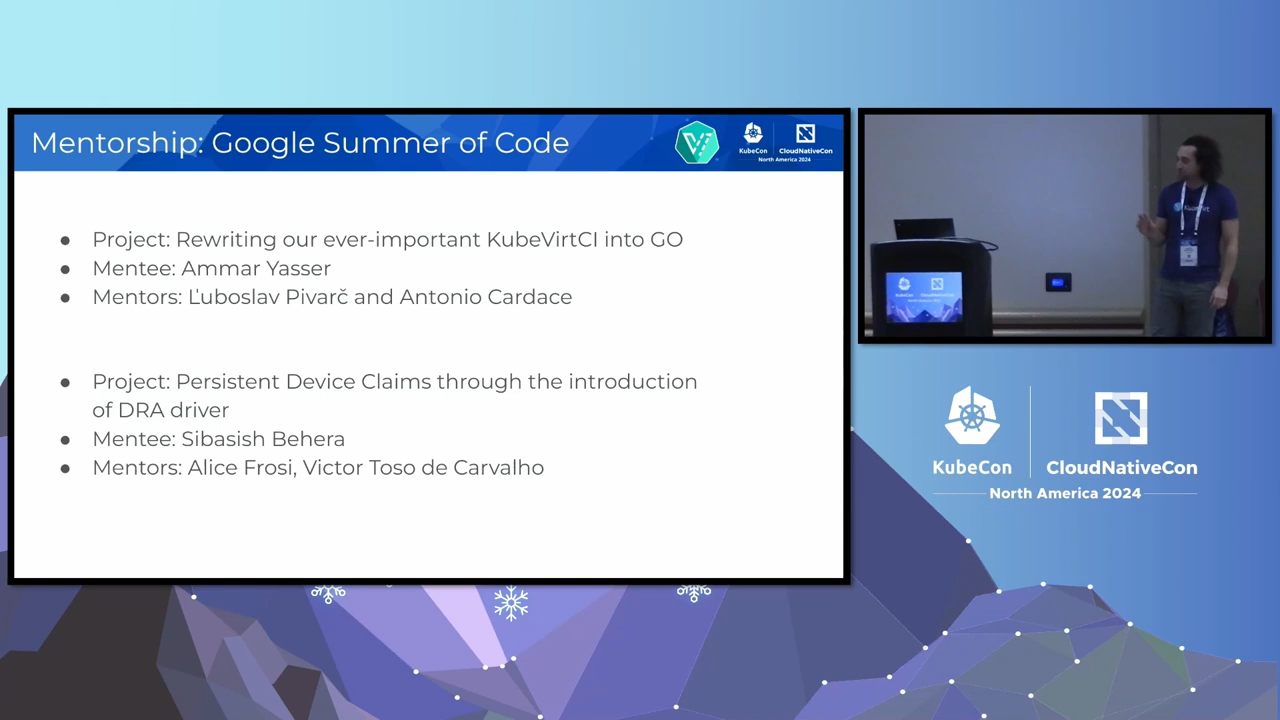 Mentorship: Google Summer of Code
KubeCon
CloudNativeCon
North America 2024
● Project: Rewriting our ever-important KubeVirtCI into GO
● Mentee: Ammar Yasser
● Mentors: Ľuboslav Pivarč and Antonio Cardace
● Project: Persistent Device Claims through the introduction
of DRA driver
● Mentee: Sibasish Behera
● Mentors: Alice Frosi, Victor Toso de Carvalho
KubeVirt
KubeCon
CloudNativeCon
North America 2024